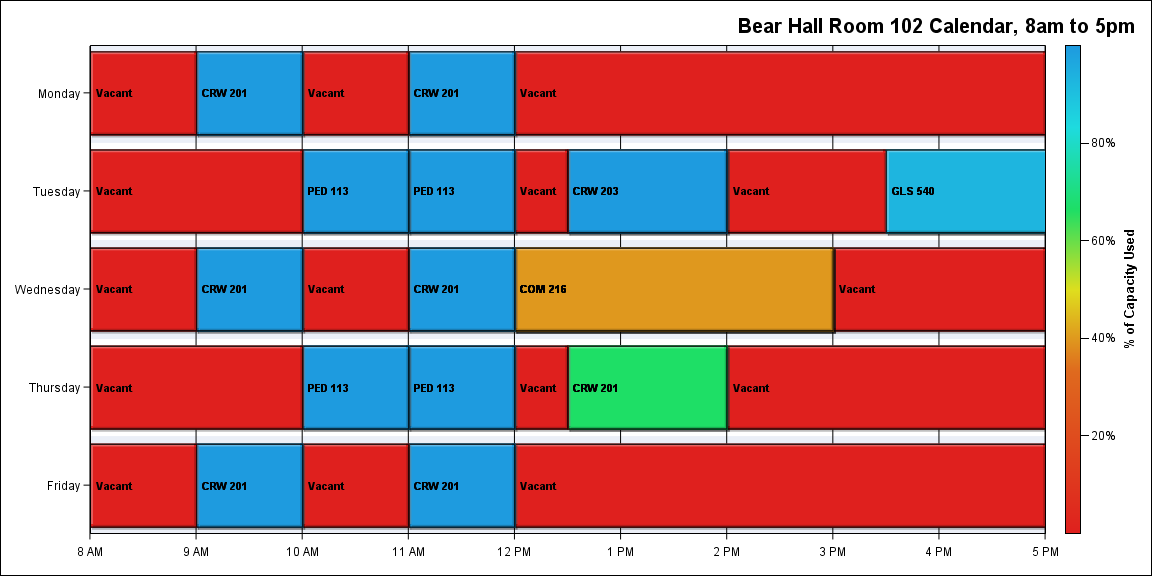 Bear Hall Room 102 Calendar, 8am to 5pm
Monday
Vacant
CRW 201
Vacant
CRW 201
Vacant
Tuesday
Vacant
PED 113
PED 113
Vacant
CRW 203
Vacant
GLS 540
Wednesday
Vacant
CRW 201
Vacant
CRW 201
COM 216
Vacant
Thursday
Vacant
PED 113
PED 113
Vacant
CRW 201
Vacant
Friday
Vacant
CRW 201
Vacant
CRW 201
Vacant
8 AM
9 AM
10 AM
11 AM
12 PM
1 PM
2 PM
3 PM
4 PM
5 PM
80%
60%
40%
20%
% of Capacity Used